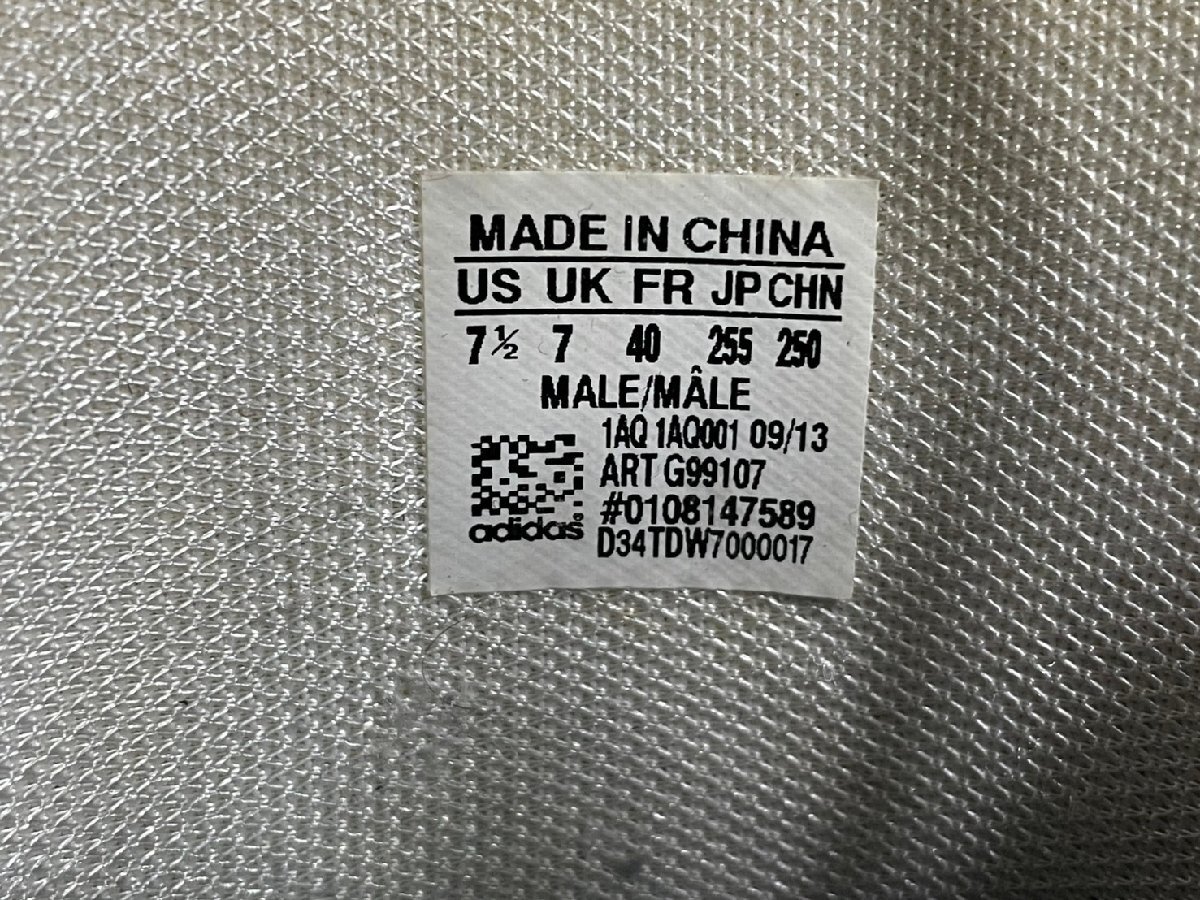 MADE IN CHINA
US UK FR JP CHN
7½ 7 40 255 250
MALE/MÂLE
1AQ 1AQ001 09/13
ART G99107
#0108147589
adidas
D34TDW7000017